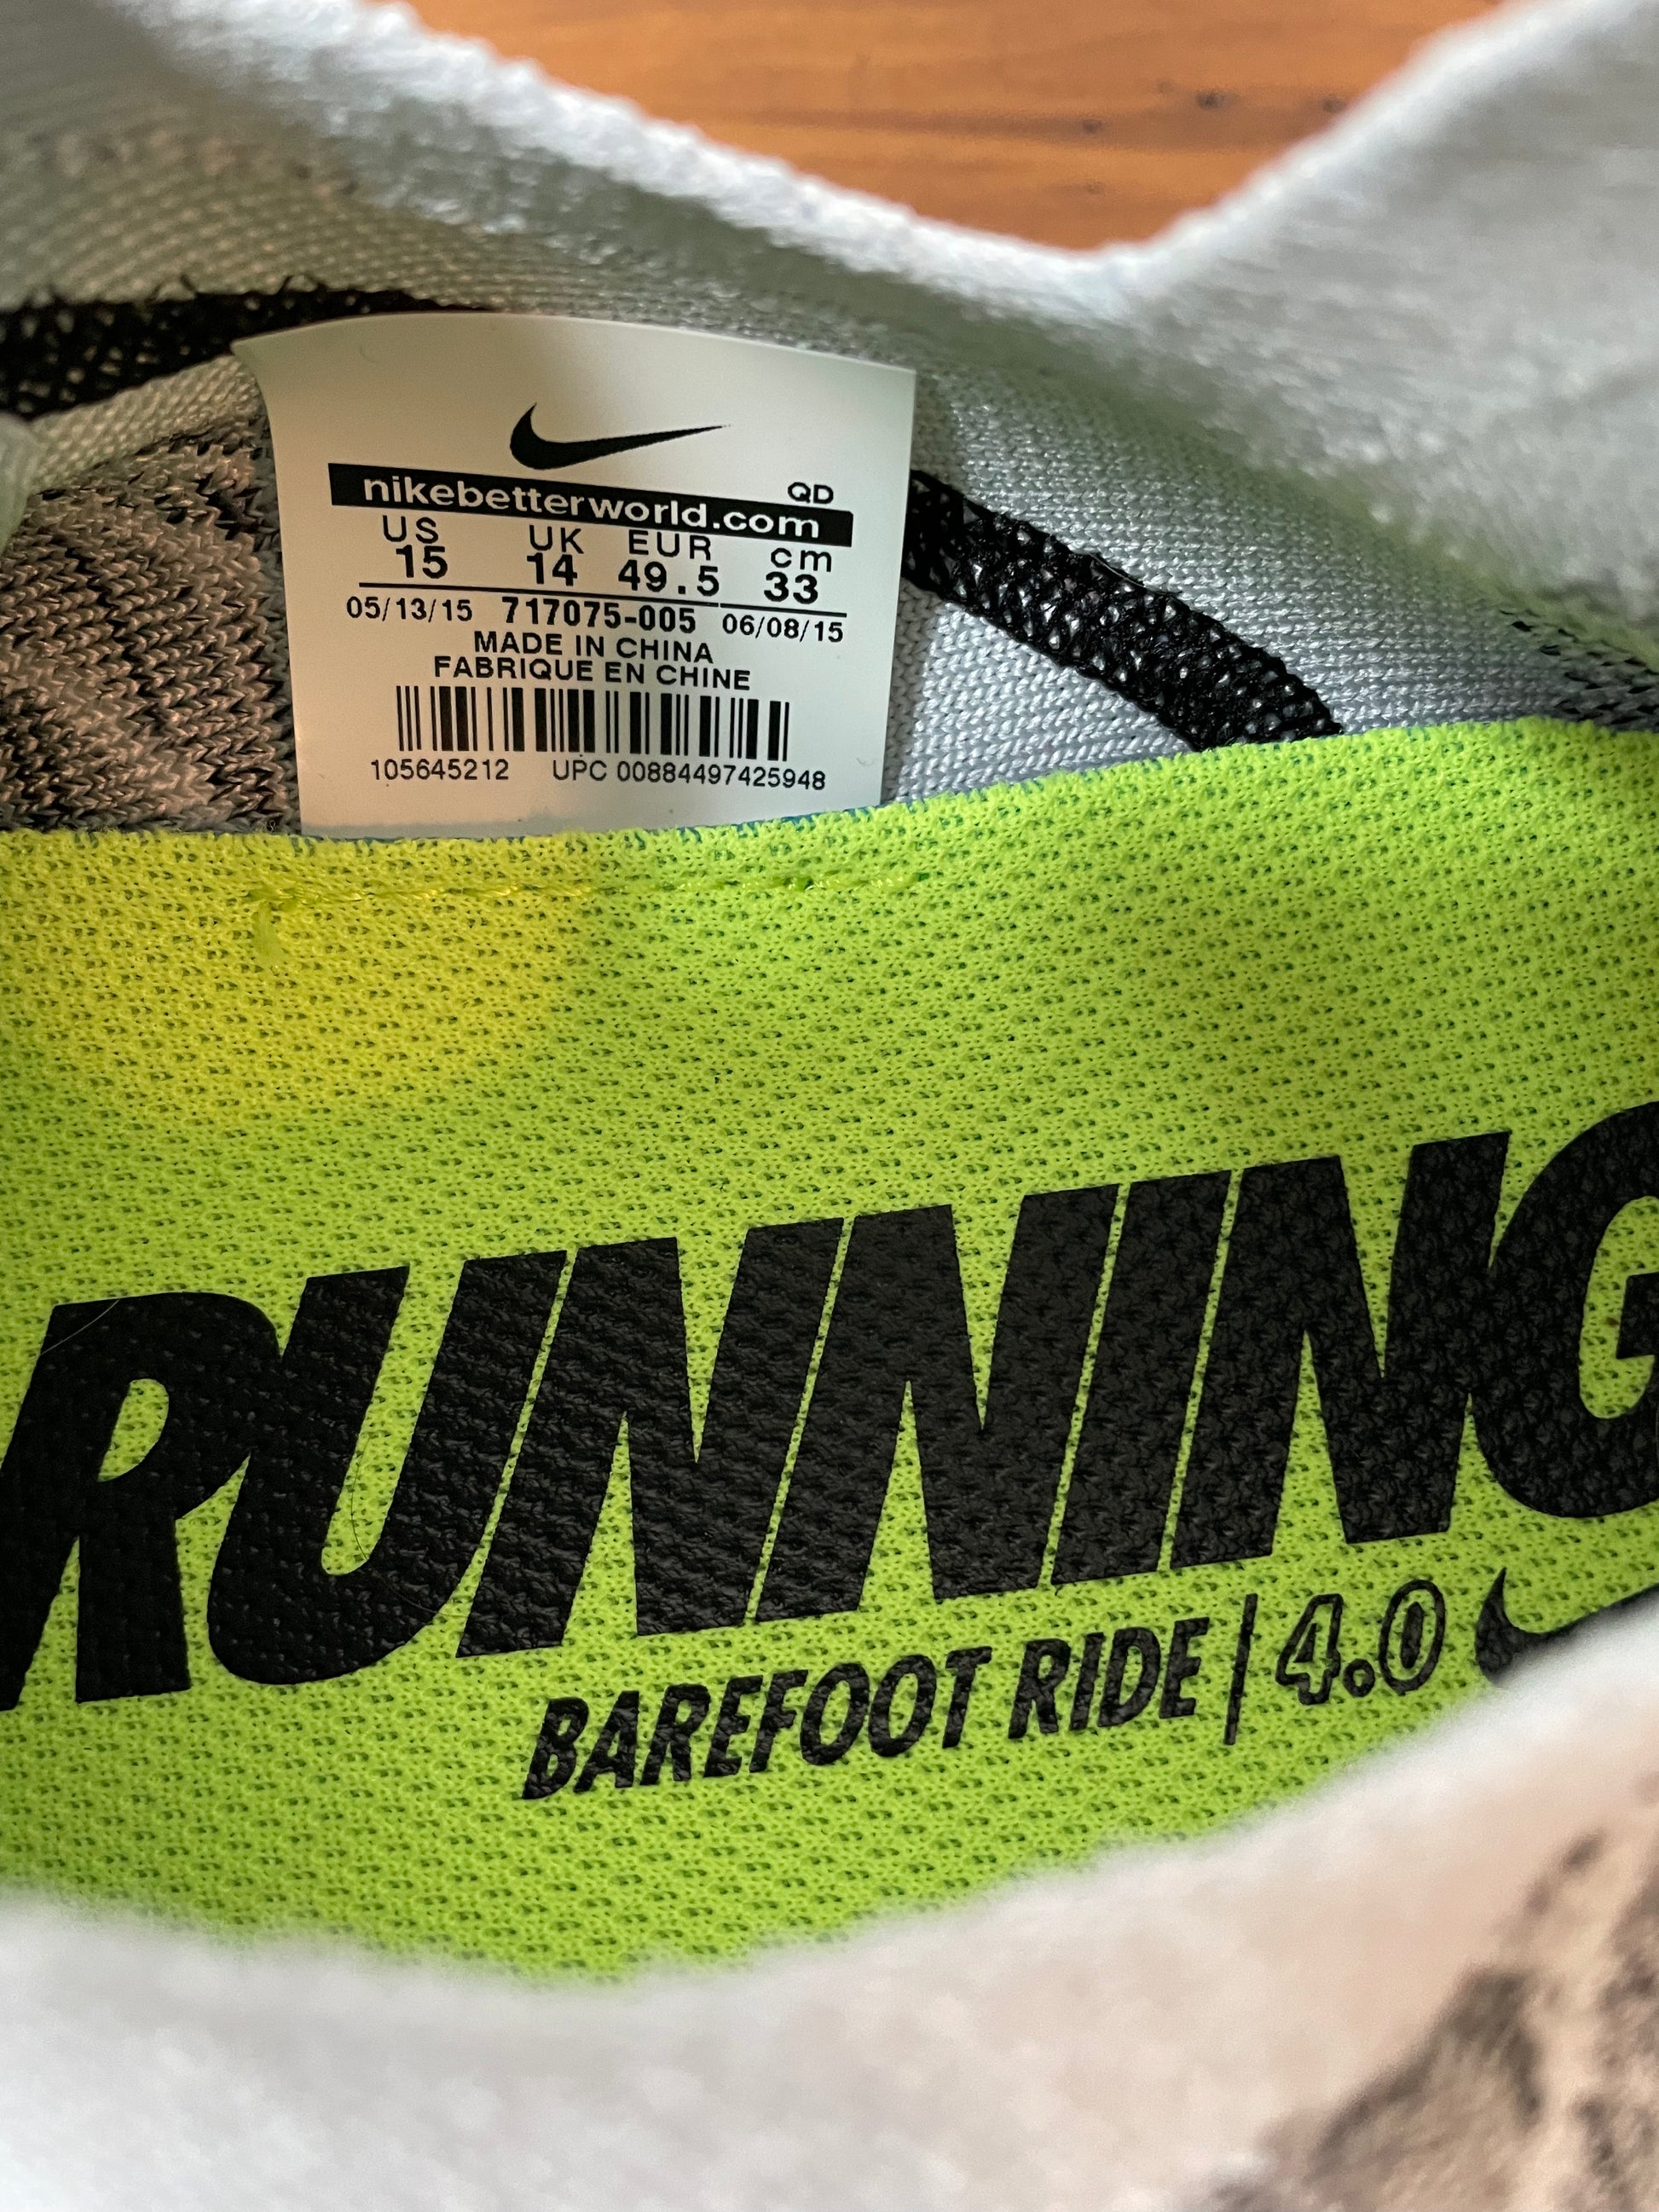 QD
nikebetterworld.com
US UK EUR cm
15 14 49.5 33
05/13/15 717075-005 06/08/15
MADE IN CHINA
FABRIQUE EN CHINE
105645212 UPC 00884497425948
RUNNING
BAREFOOT RIDE | 4.0